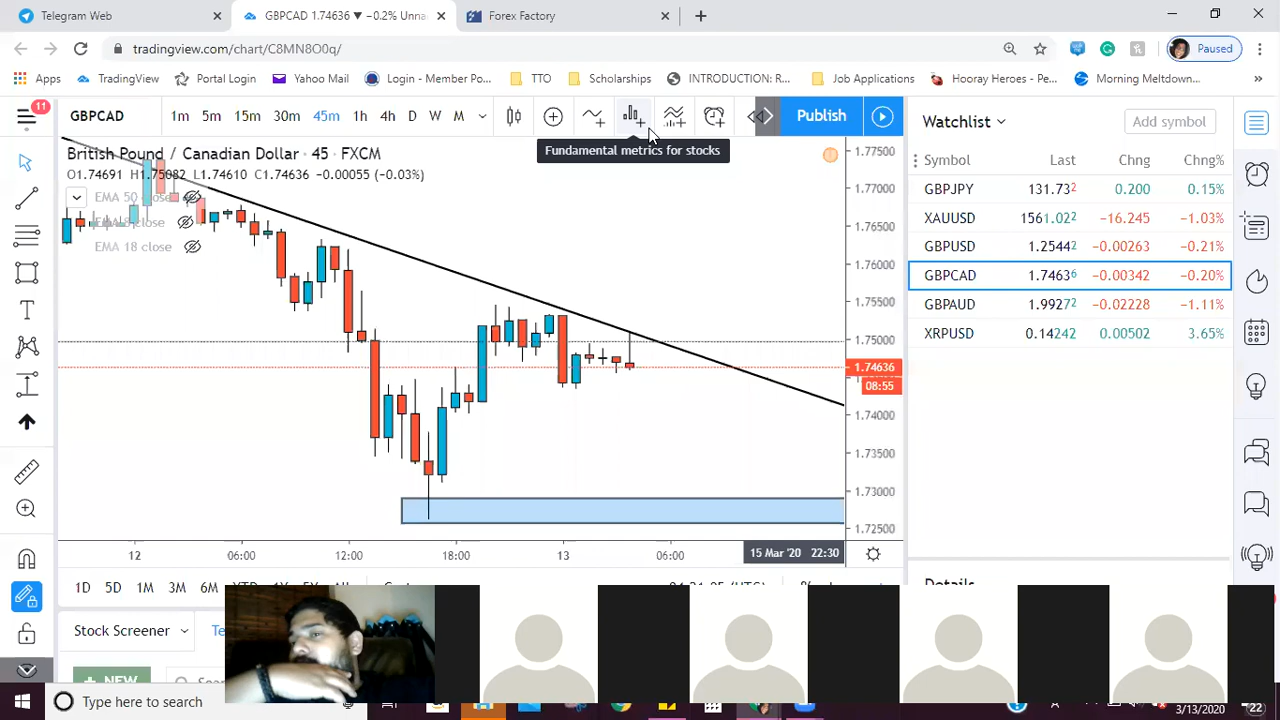 Telegram Web
GBPCAD 1.74636 ▼ −0.2% Unna
Forex Factory
tradingview.com/chart/C8MN8O0q/
Paused
Apps
TradingView
Portal Login
Yahoo Mail
Login - Member Po...
TTO
Scholarships
INTRODUCTION: R...
Job Applications
Hooray Heroes - Pe...
Morning Meltdown...
»
11
GBPCAD
1m 5m 15m 30m 45m 1h 4h D W M
Publish
Fundamental metrics for stocks
British Pound / Canadian Dollar · 45 · FXCM
O1.74691 H1.75082 L1.74610 C1.74636 −0.00055 (−0.03%)
EMA 50 close
close
EMA 18 close
1.77500
1.77000
1.76500
1.76000
1.75500
1.75000
1.74636
08:55
1.74000
1.73500
1.73000
1.72500
12 06:00 12:00 18:00 13 06:00
15 Mar '20 22:30
1D 5D 1M 3M 6M
Stock Screener
NEW
Watchlist
Add symbol
Symbol Last Chng Chng%
GBPJPY 131.732 0.200 0.15%
XAUUSD 1561.022 −16.245 −1.03%
GBPUSD 1.25442 −0.00263 −0.21%
GBPCAD 1.74636 −0.00342 −0.20%
GBPAUD 1.99272 −0.02228 −1.11%
XRPUSD 0.14242 0.00502 3.65%
Details
Type here to search
3/13/2020
22